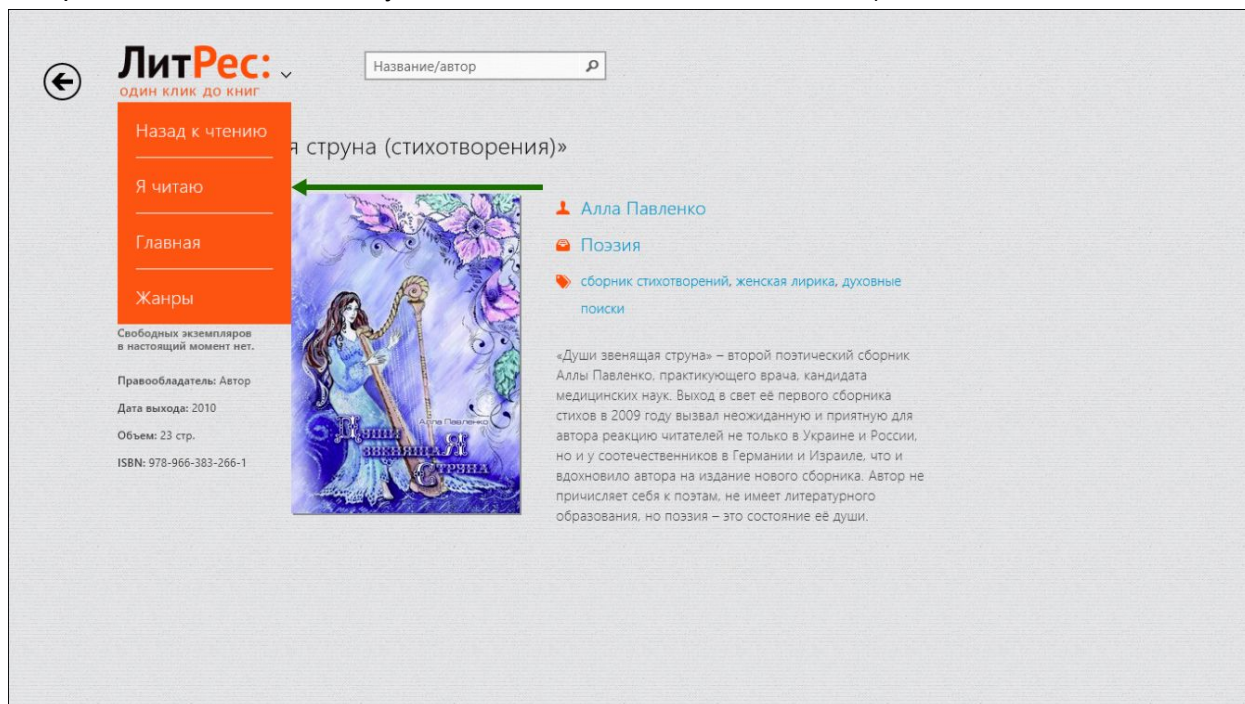 ЛитРес:
один клик до книг
Название/автор
Назад к чтению
Я читаю
Главная
Жанры
я струна (стихотворения)»
Свободных экземпляров
в настоящий момент нет.
Правообладатель: Автор
Дата выхода: 2010
Объем: 23 стр.
ISBN: 978-966-383-266-1
Алла Павленко
Души
звенящаЯ
Струна
Алла Павленко
Поэзия
сборник стихотворений, женская лирика, духовные
поиски
«Души звенящая струна» – второй поэтический сборник
Аллы Павленко, практикующего врача, кандидата
медицинских наук. Выход в свет её первого сборника
стихов в 2009 году вызвал неожиданную и приятную для
автора реакцию читателей не только в Украине и России,
но и у соотечественников в Германии и Израиле, что и
вдохновило автора на издание нового сборника. Автор не
причисляет себя к поэтам, не имеет литературного
образования, но поэзия – это состояние её души.